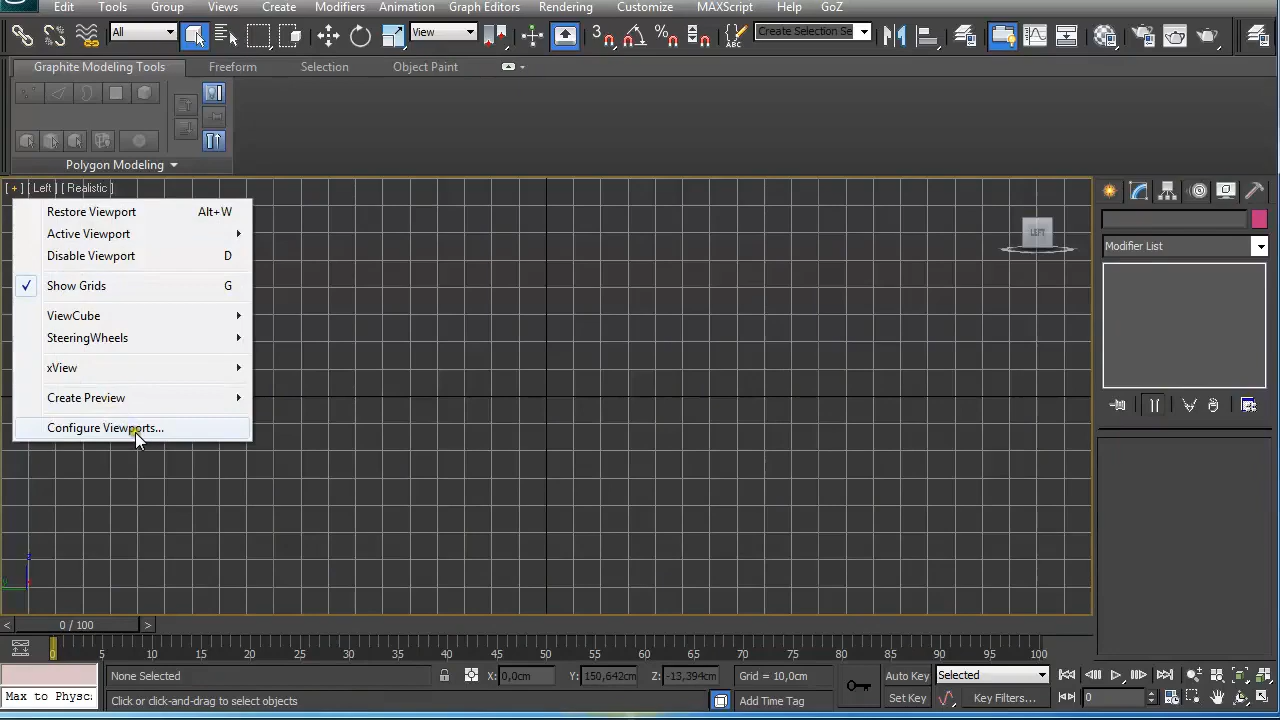 Edit Tools Group Views Create Modifiers Animation Graph Editors Rendering Customize MAXScript Help GoZ
All View 3 % ABC Create Selection Se
Graphite Modeling Tools Freeform Selection Object Paint
Polygon Modeling
[ + ] [ Left ] [ Realistic ]
Restore Viewport Alt+W
Active Viewport
Disable Viewport D
Show Grids G
ViewCube
SteeringWheels
xView
Create Preview
Configure Viewports...
LEFT
Modifier List
< 0 / 100 >
0 5 10 15 20 25 30 35 40 45 50 55 60 65 70 75 80 85 90 95 100
None Selected X: 0,0cm Y: 150,642cm Z: -13,394cm Grid = 10,0cm Auto Key Selected
Max to Physc
Click or click-and-drag to select objects Add Time Tag Set Key Key Filters... 0